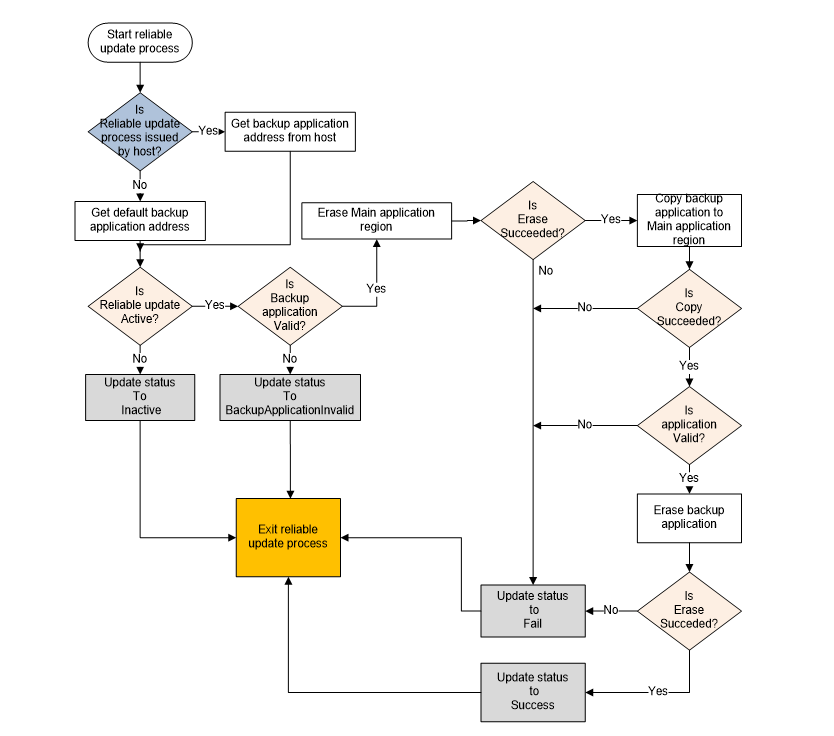 Start reliable
update process
Is
Reliable update
process issued
by host?
Yes
Get backup application
address from host
No
Get default backup
application address
Is
Reliable update
Active?
Yes
Is
Backup
application
Valid?
Yes
Erase Main application
region
Is
Erase
Succeeded?
Yes
Copy backup
application to
Main application
region
No
Is
Copy
Succeeded?
No
Yes
Is
application
Valid?
No
Yes
Erase backup
application
Is
Erase
Succeded?
No
Yes
No
Update status
To
Inactive
No
Update status
To
BackupApplicationInvalid
Exit reliable
update process
Update status
to
Fail
Update status
to
Success